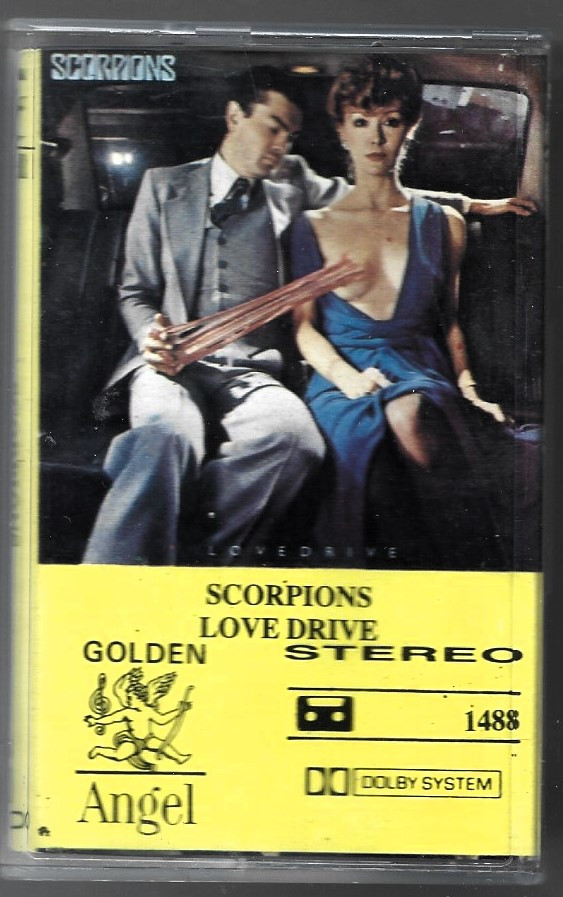 SCORPIONS
LOVEDRIVE
SCORPIONS
LOVE DRIVE
GOLDEN
STEREO
1488
DOLBY SYSTEM
Angel